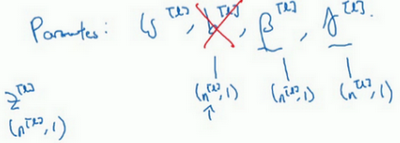 Parameters: W^[l], b^[l], β^[l], γ^[l].
z^[l]
(n^[l], 1) (n^[l], 1) (n^[l], 1)
(n^[l], 1)